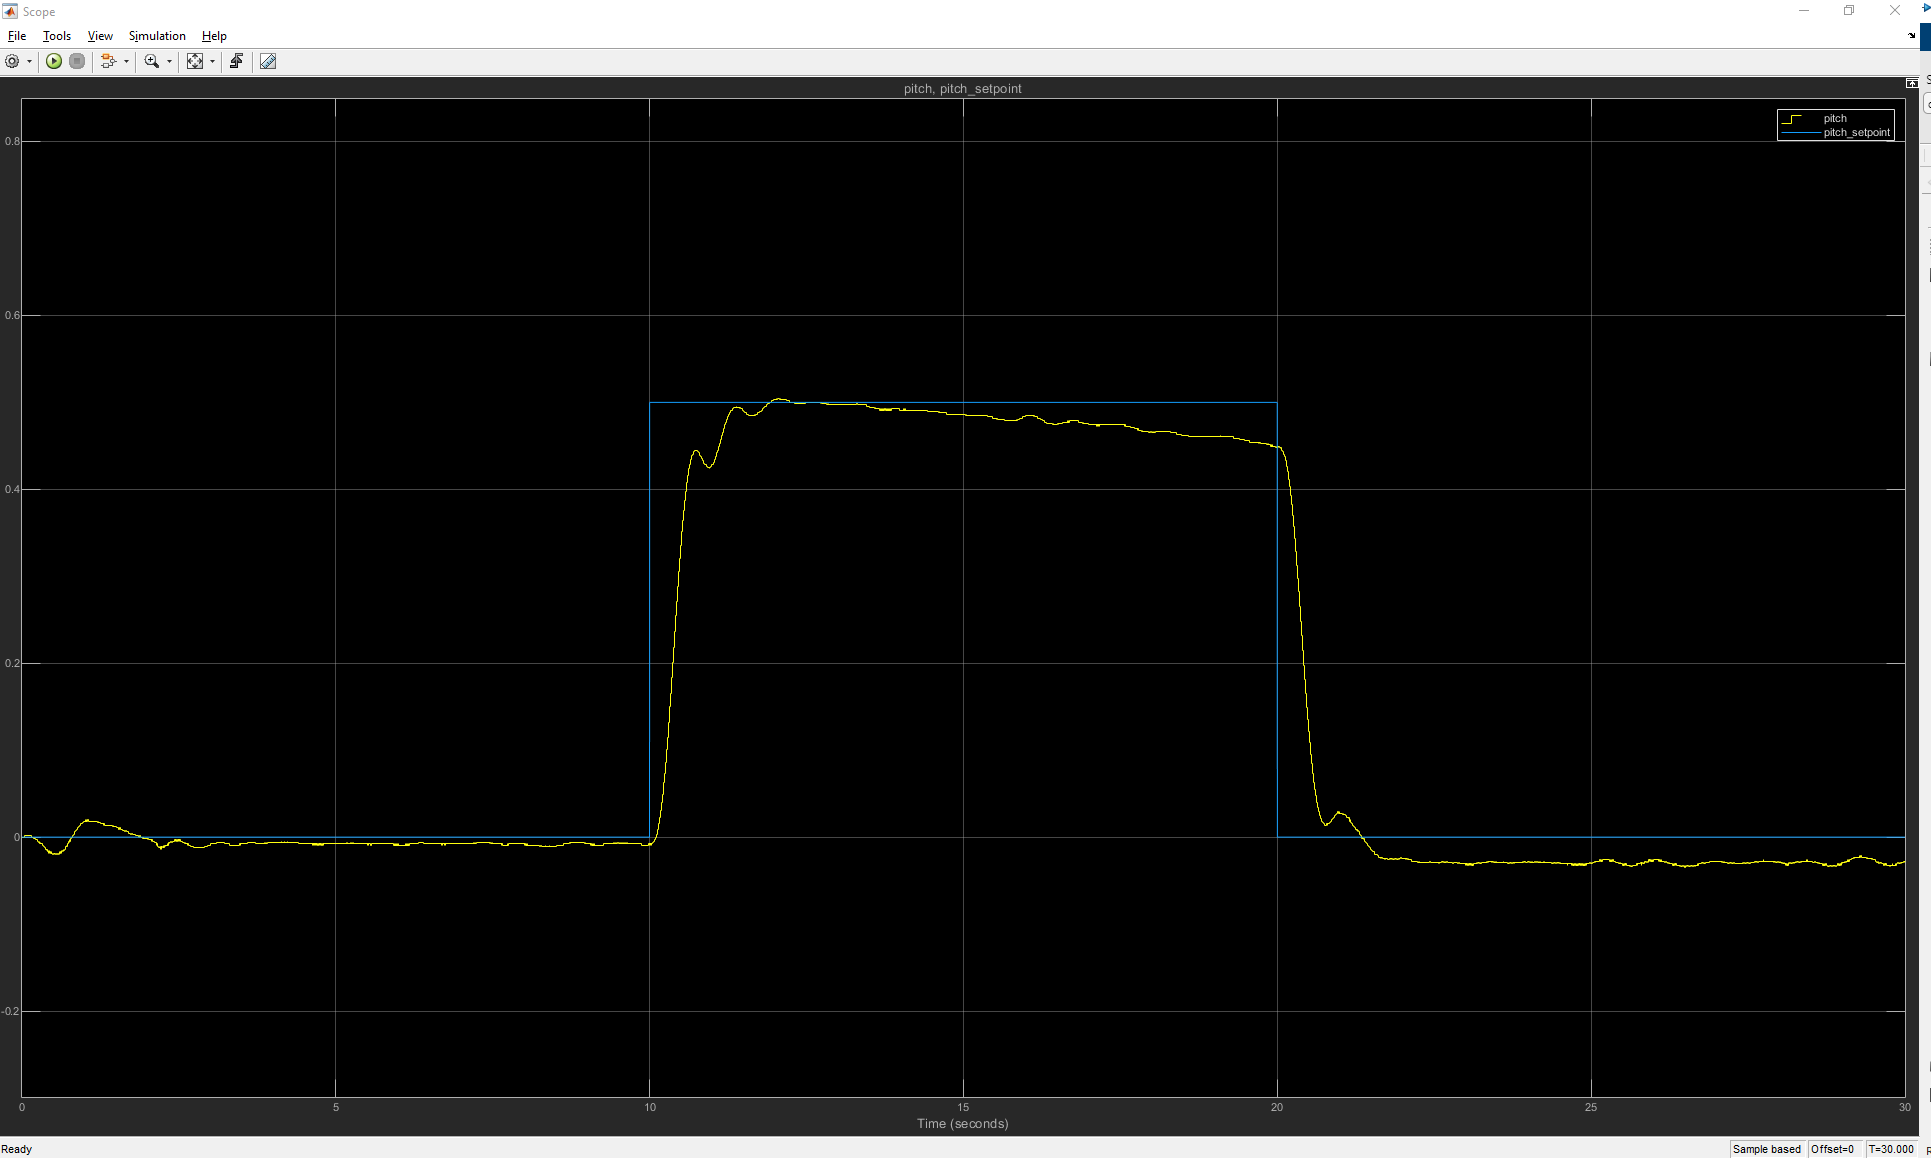 Scope
File Tools View Simulation Help
pitch, pitch_setpoint
pitch
pitch_setpoint
0.8
0.6
0.4
0.2
0
-0.2
0 5 10 15 20 25 30
Time (seconds)
Ready Sample based Offset=0 T=30.000